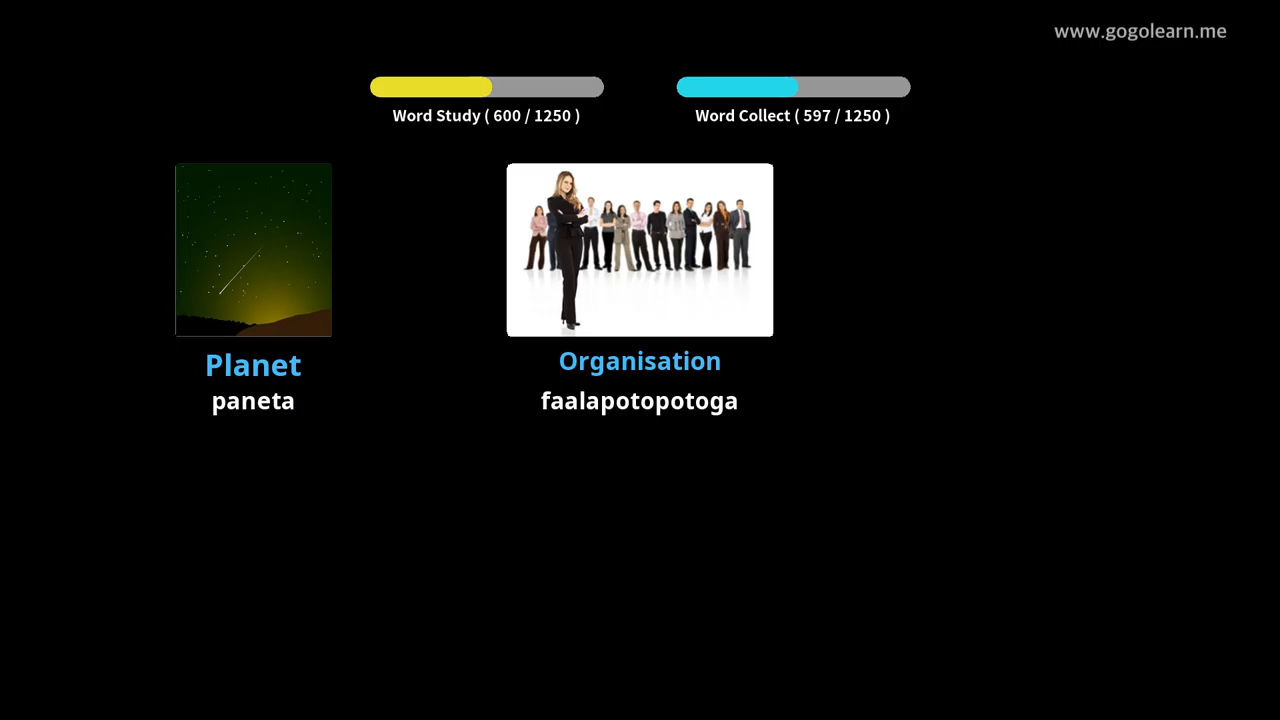 www.gogolearn.me
Word Study ( 600 / 1250 )
Word Collect ( 597 / 1250 )
Planet
paneta
Organisation
faalapotopotoga